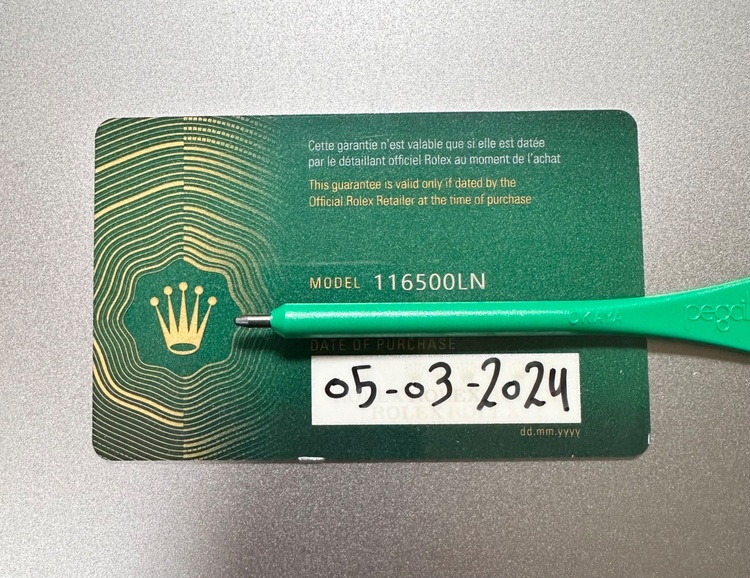 Cette garantie n'est valable que si elle est datée
par le détaillant officiel Rolex au moment de l'achat
This guarantee is valid only if dated by the
Official Rolex Retailer at the time of purchase
MODEL 116500LN
DATE OF PURCHASE
05-03-2024
dd.mm.yyyy